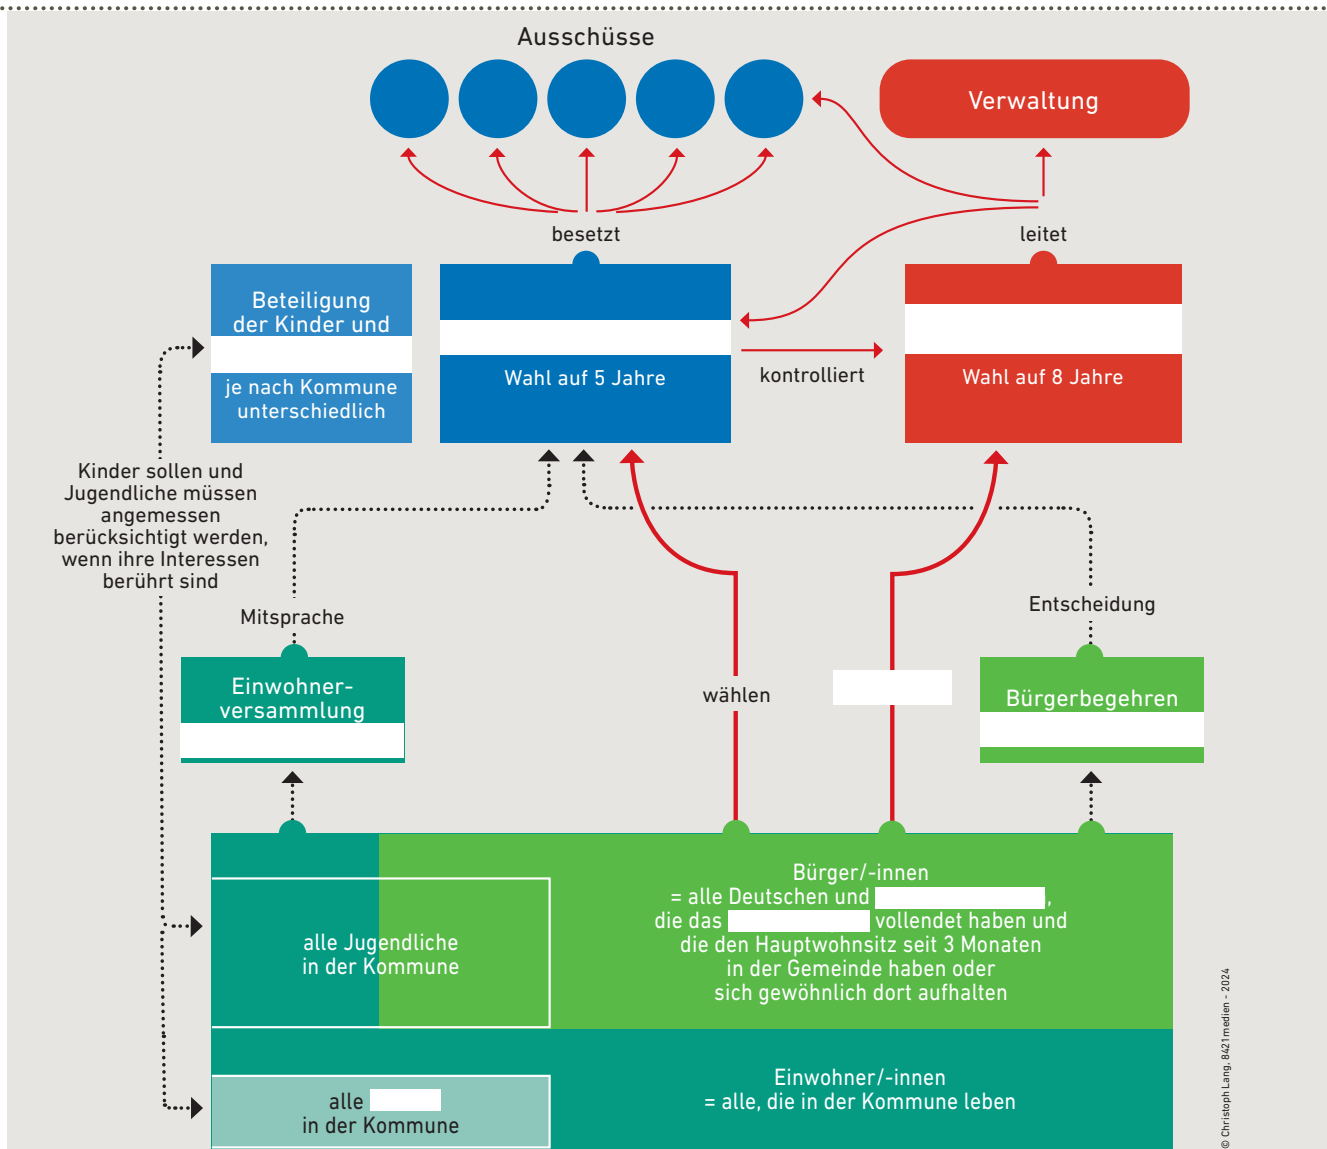 Ausschüsse
Verwaltung
besetzt
leitet
Beteiligung
der Kinder und
je nach Kommune
unterschiedlich
Wahl auf 5 Jahre
kontrolliert
Wahl auf 8 Jahre
Kinder sollen und
Jugendliche müssen
angemessen
berücksichtigt werden,
wenn ihre Interessen
berührt sind
Mitsprache
Entscheidung
Einwohner-
versammlung
wählen
Bürgerbegehren
Bürger/-innen
= alle Deutschen und ,
die das vollendet haben und
die den Hauptwohnsitz seit 3 Monaten
in der Gemeinde haben oder
sich gewöhnlich dort aufhalten
alle Jugendliche
in der Kommune
Einwohner/-innen
= alle, die in der Kommune leben
alle
in der Kommune
© Christoph Lang, 8421medien - 2024